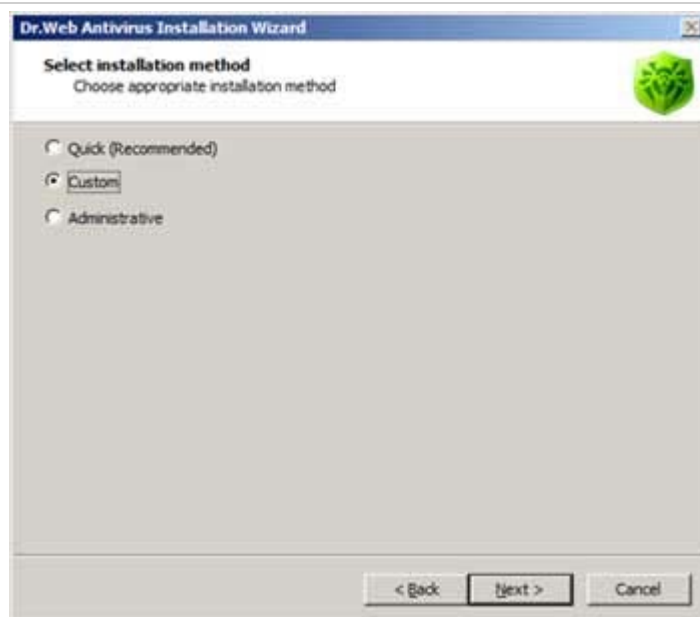 Dr.Web Antivirus Installation Wizard
Select installation method
Choose appropriate installation method
Quick (Recommended)
Custom
Administrative
< Back Next > Cancel